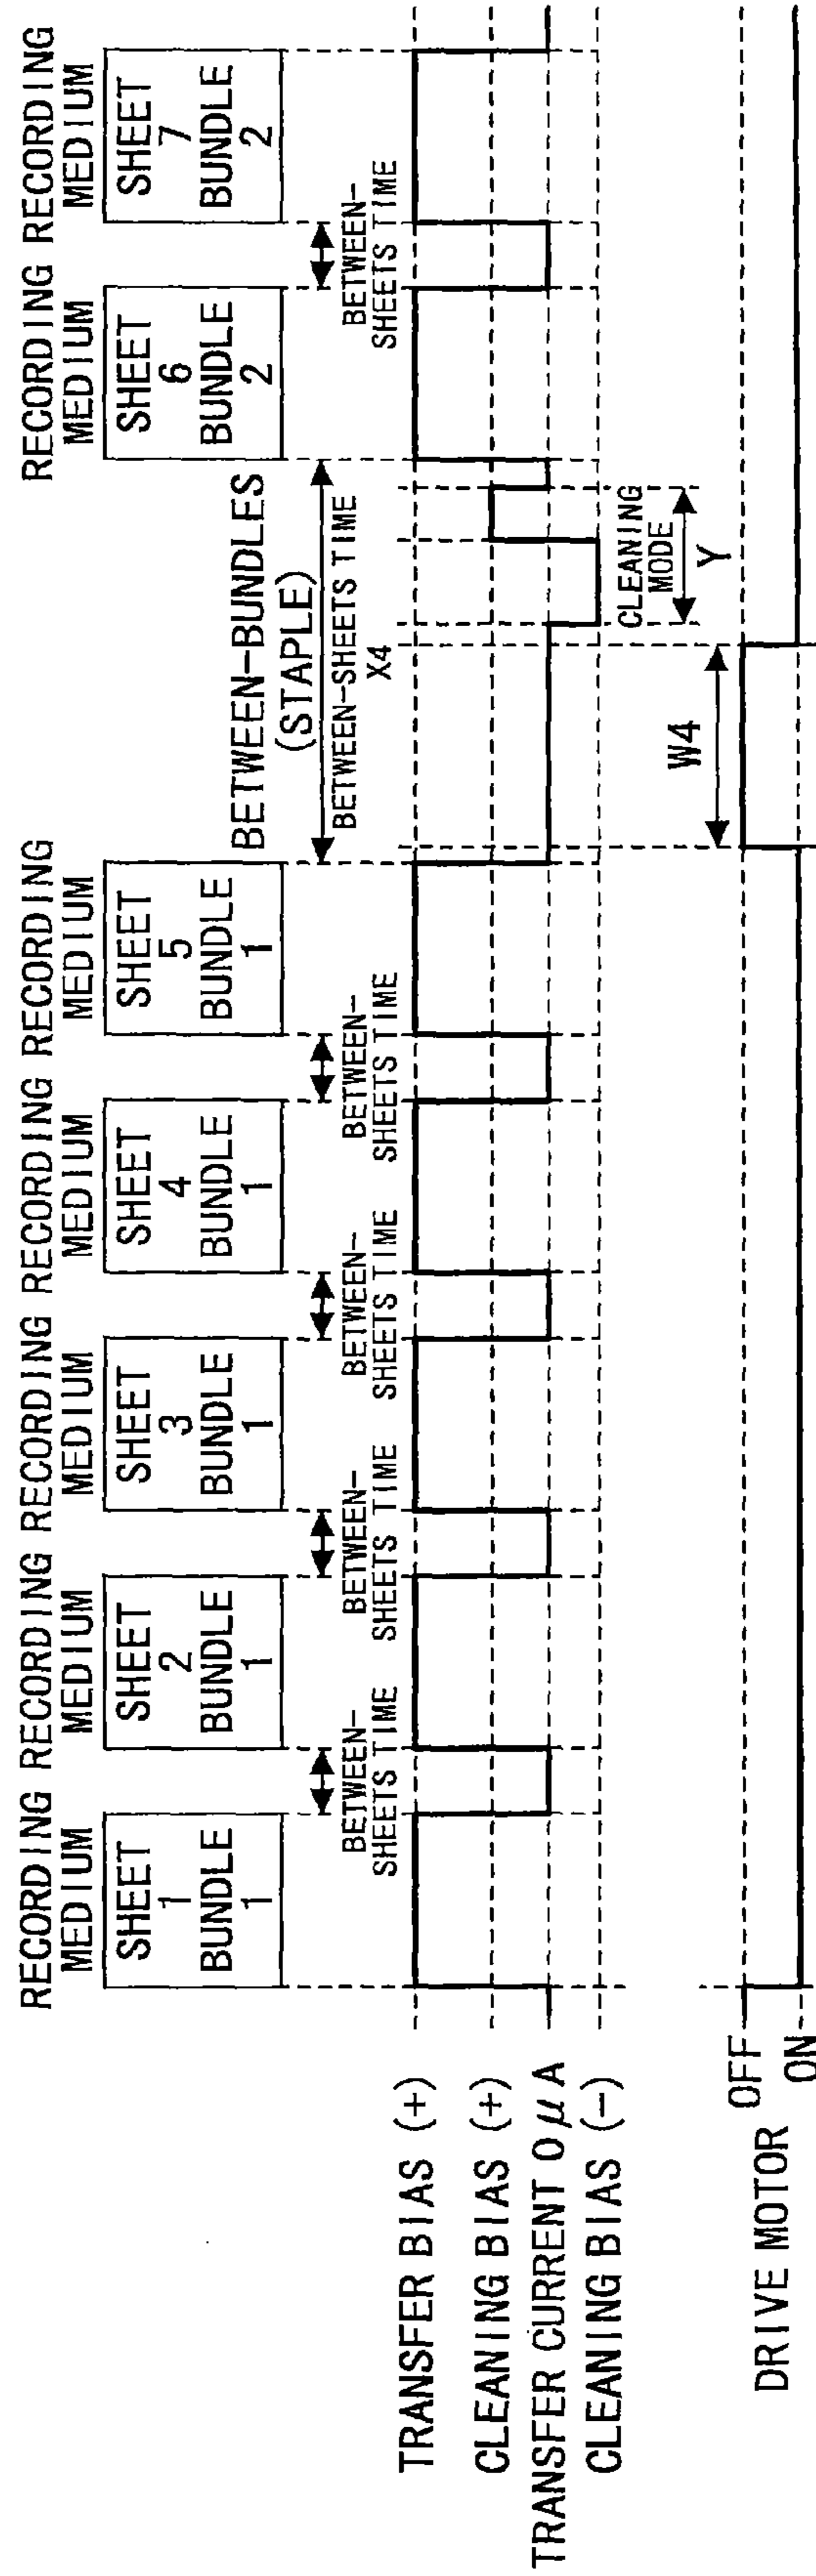 RECORDING RECORDING RECORDING RECORDING RECORDING
MEDIUM MEDIUM MEDIUM MEDIUM MEDIUM
RECORDING RECORDING
MEDIUM MEDIUM
SHEET
1
BUNDLE
1
SHEET
2
BUNDLE
1
SHEET
3
BUNDLE
1
SHEET
4
BUNDLE
1
SHEET
5
BUNDLE
1
SHEET
6
BUNDLE
2
SHEET
7
BUNDLE
2
BETWEEN-
SHEETS TIME
BETWEEN-
SHEETS TIME
BETWEEN-
SHEETS TIME
BETWEEN-
SHEETS TIME
BETWEEN-BUNDLES
(STAPLE)
BETWEEN-SHEETS TIME
X4
BETWEEN-
SHEETS TIME
TRANSFER BIAS (+)
CLEANING BIAS (+)
TRANSFER CURRENT 0μA
CLEANING BIAS (-)
CLEANING
MODE
Y
W4
DRIVE MOTOR
OFF
ON